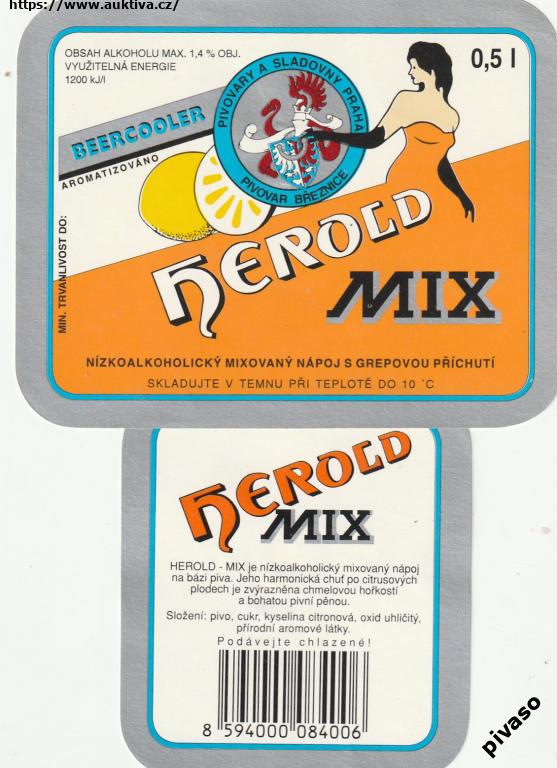 https://www.auktiva.cz/
OBSAH ALKOHOLU MAX. 1,4 % OBJ.
VYUŽITELNÁ ENERGIE
1200 kJ/l
0,5 l
PIVOVARY A SLADOVNY PRAHA
PIVOVAR BŘEZNICE
BEERCOOLER
AROMATIZOVÁNO
MIN. TRVANLIVOST DO:
HEROLD
MIX
NÍZKOALKOHOLICKÝ MIXOVANÝ NÁPOJ S GREPOVOU PŘÍCHUTÍ
SKLADUJTE V TEMNU PŘI TEPLOTĚ DO 10 °C
HEROLD
MIX
HEROLD - MIX je nízkoalkoholický mixovaný nápoj
na bázi piva. Jeho harmonická chuť po citrusových
plodech je zvýrazněna chmelovou hořkostí
a bohatou pivní pěnou.
Složení: pivo, cukr, kyselina citronová, oxid uhličitý,
přírodní aromové látky.
Podávejte chlazené!
8 594000 084006
pivaso